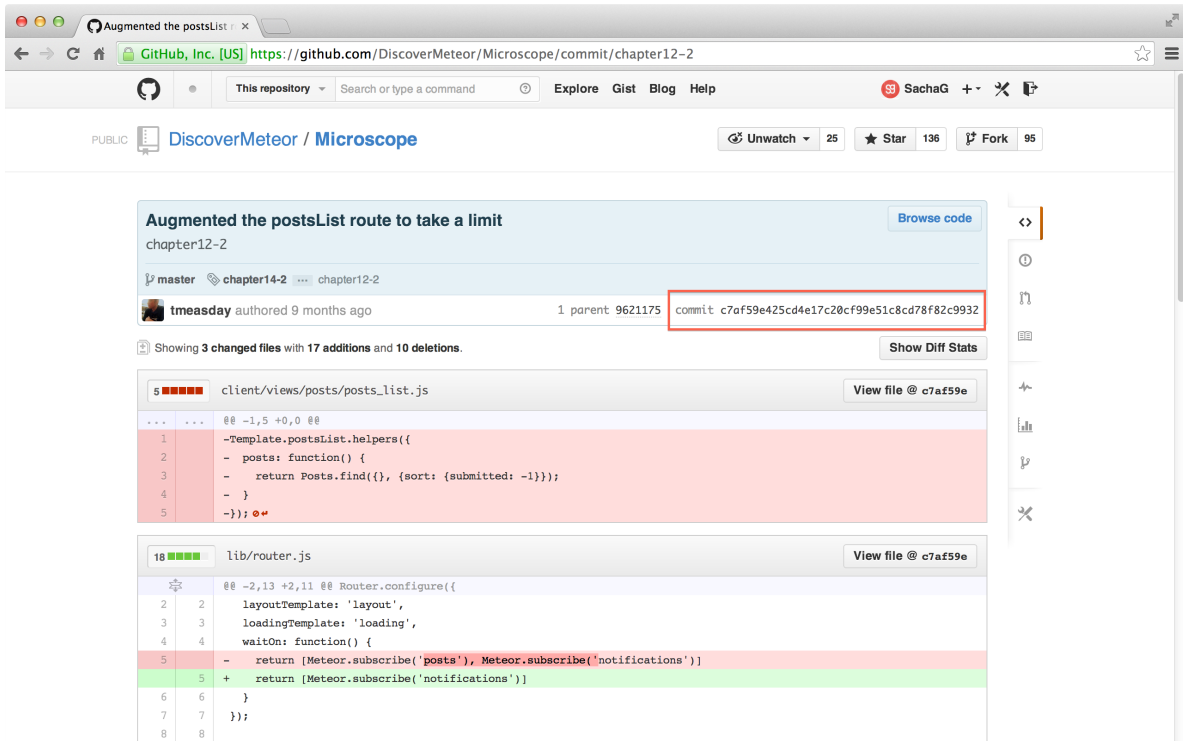 Augmented the postsList r
GitHub, Inc. [US] https://github.com/DiscoverMeteor/Microscope/commit/chapter12-2
This repository Search or type a command Explore Gist Blog Help SachaG
PUBLIC DiscoverMeteor / Microscope Unwatch 25 Star 136 Fork 95
Augmented the postsList route to take a limit Browse code
chapter12-2
master chapter14-2 ... chapter12-2
tmeasday authored 9 months ago 1 parent 9621175 commit c7af59e425cd4e17c20cf99e51c8cd78f82c9932
Showing 3 changed files with 17 additions and 10 deletions. Show Diff Stats
5 client/views/posts/posts_list.js View file @ c7af59e
... ... @@ -1,5 +0,0 @@
1 -Template.postsList.helpers({
2 -  posts: function() {
3 -    return Posts.find({}, {sort: {submitted: -1}});
4 -  }
5 -});
18 lib/router.js View file @ c7af59e
@@ -2,13 +2,11 @@ Router.configure({
2 2 layoutTemplate: 'layout',
3 3 loadingTemplate: 'loading',
4 4 waitOn: function() {
5 -    return [Meteor.subscribe('posts'), Meteor.subscribe('notifications')]
5 +    return [Meteor.subscribe('notifications')]
6 6 }
7 7 });
8 8